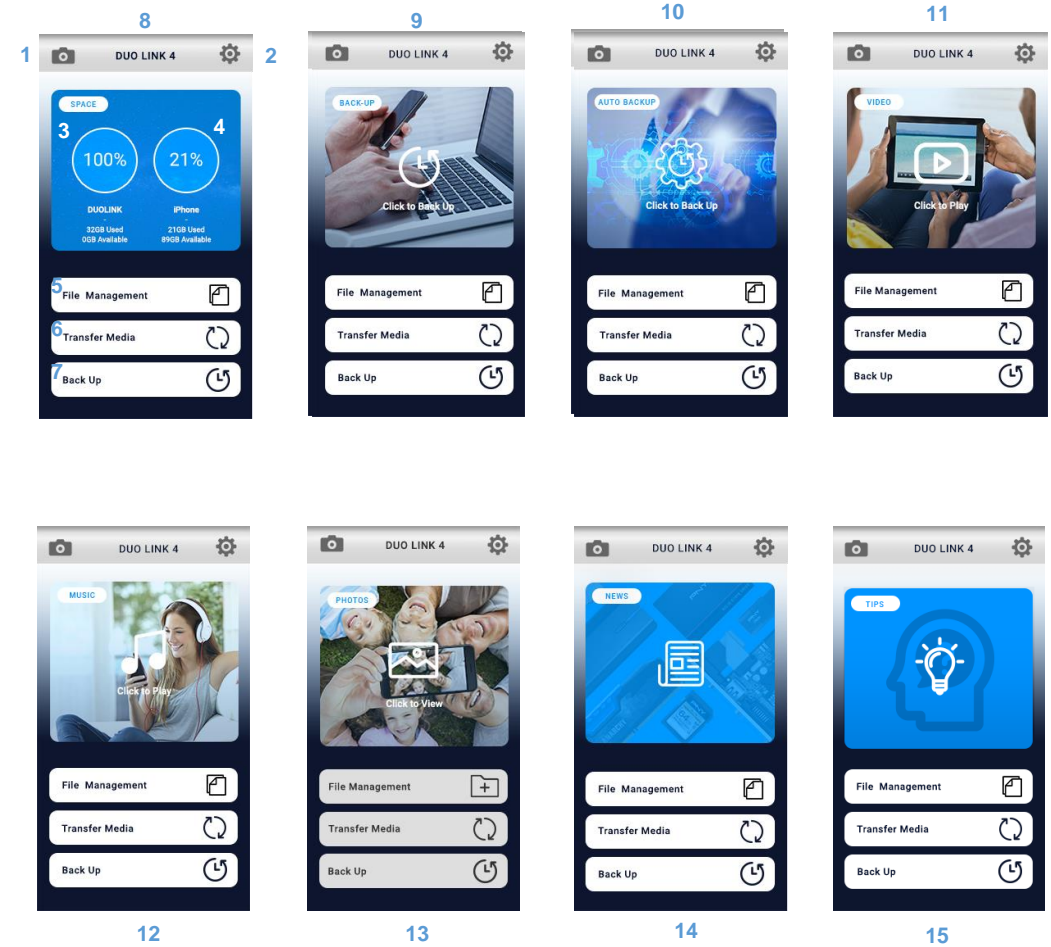 8
9
10
11
1
DUO LINK 4
2
SPACE
3
4
100%
21%
DUOLINK
-
32GB Used
0GB Available
iPhone
-
21GB Used
89GB Available
5
File Management
6
Transfer Media
7
Back Up
DUO LINK 4
BACK-UP
Click to Back Up
File Management
Transfer Media
Back Up
DUO LINK 4
AUTO BACKUP
Click to Back Up
File Management
Transfer Media
Back Up
DUO LINK 4
VIDEO
Click to Play
File Management
Transfer Media
Back Up
DUO LINK 4
MUSIC
Click to Play
File Management
Transfer Media
Back Up
12
DUO LINK 4
PHOTOS
Click to View
File Management
Transfer Media
Back Up
13
DUO LINK 4
NEWS
File Management
Transfer Media
Back Up
14
DUO LINK 4
TIPS
File Management
Transfer Media
Back Up
15